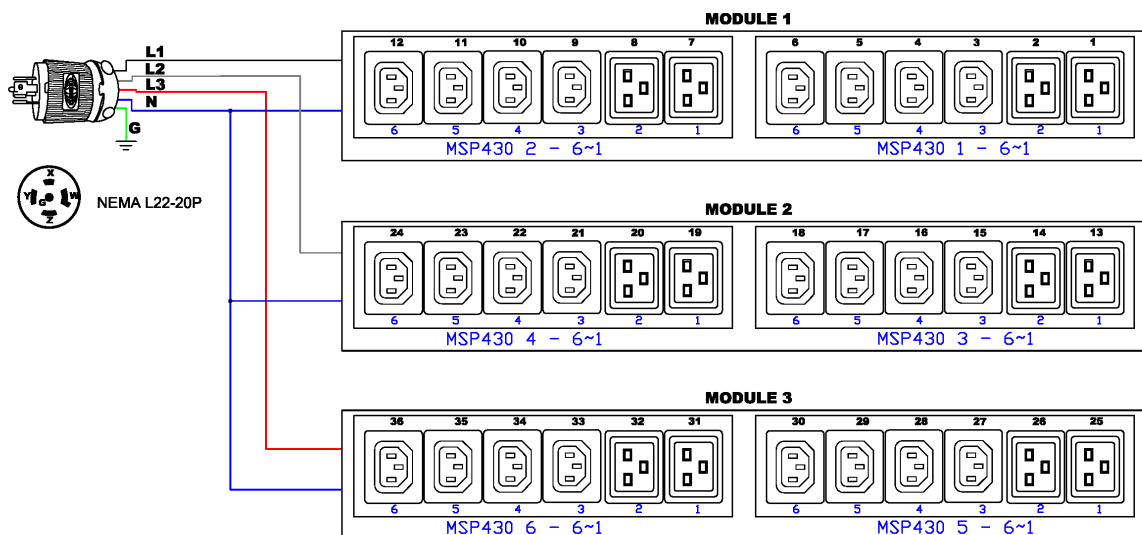 MODULE 1
L1
L2
L3
N
G
12 11 10 9 8 7 6 5 4 3 2 1
6 5 4 3 2 1 6 5 4 3 2 1
MSP430 2 - 6~1 MSP430 1 - 6~1
X
Y G W
Z
NEMA L22-20P
MODULE 2
24 23 22 21 20 19 18 17 16 15 14 13
6 5 4 3 2 1 6 5 4 3 2 1
MSP430 4 - 6~1 MSP430 3 - 6~1
MODULE 3
36 35 34 33 32 31 30 29 28 27 26 25
6 5 4 3 2 1 6 5 4 3 2 1
MSP430 6 - 6~1 MSP430 5 - 6~1